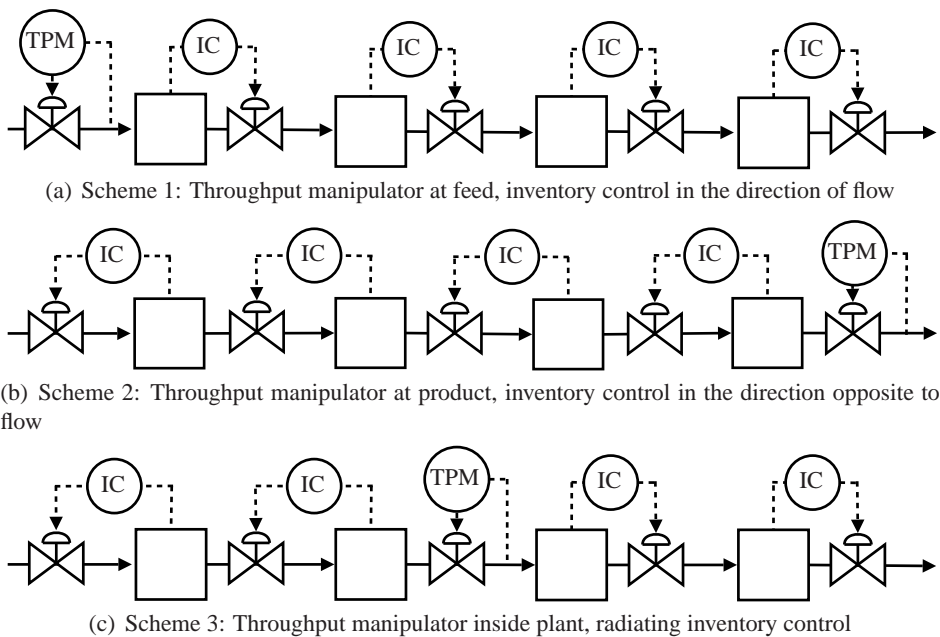 TPM IC IC IC IC
(a) Scheme 1: Throughput manipulator at feed, inventory control in the direction of flow
IC IC IC IC TPM
(b) Scheme 2: Throughput manipulator at product, inventory control in the direction opposite to
flow
IC IC TPM IC IC
(c) Scheme 3: Throughput manipulator inside plant, radiating inventory control